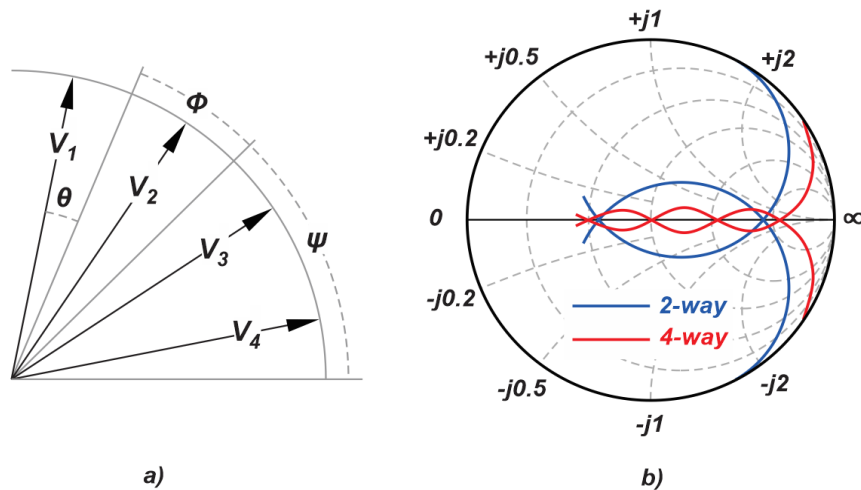 V1
V2
V3
V4
θ
Φ
Ψ
a)
+j1
+j0.5
+j2
+j0.2
0
∞
-j0.2
-j0.5
-j2
-j1
2-way
4-way
b)